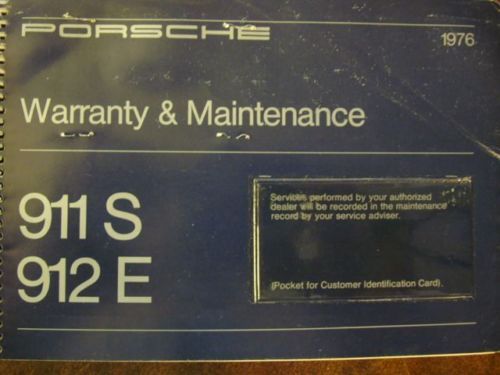 PORSCHE
1976
Warranty & Maintenance
911 S
912 E
Services performed by your authorized
dealer will be recorded in the maintenance
record by your service adviser.
(Pocket for Customer Identification Card).